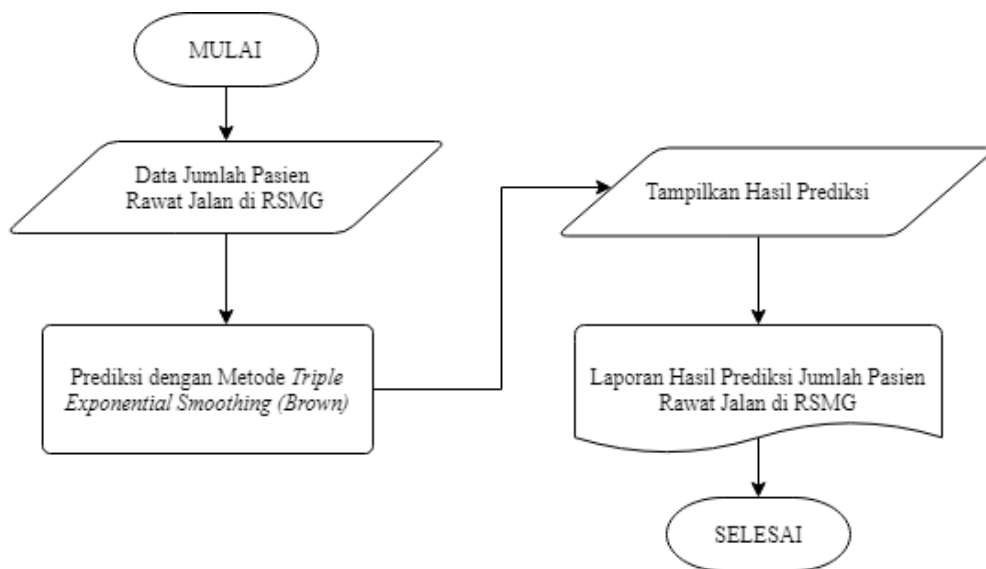 MULAI
Data Jumlah Pasien
Rawat Jalan di RSMG
Prediksi dengan Metode Triple
Exponential Smoothing (Brown)
Tampilkan Hasil Prediksi
Laporan Hasil Prediksi Jumlah Pasien
Rawat Jalan di RSMG
SELESAI